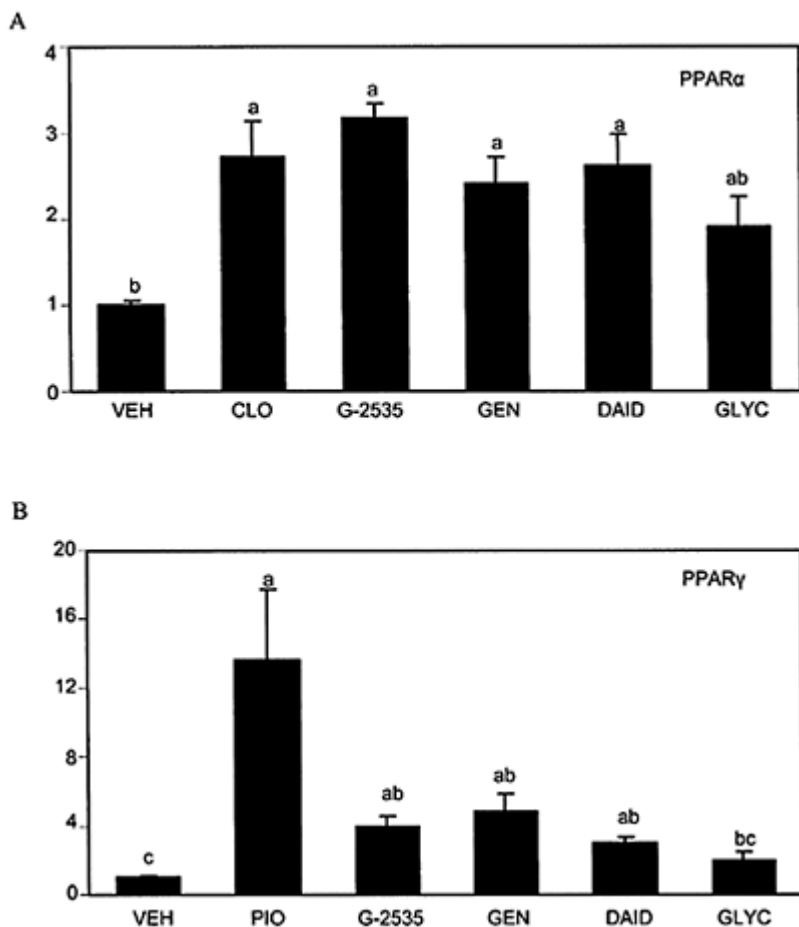 A
4
PPARα
a
a
3
a
a
ab
2
b
1
0
VEH CLO G-2535 GEN DAID GLYC
B
20
PPARγ
a
16
12
8
ab
ab
ab
4
bc
c
0
VEH PIO G-2535 GEN DAID GLYC